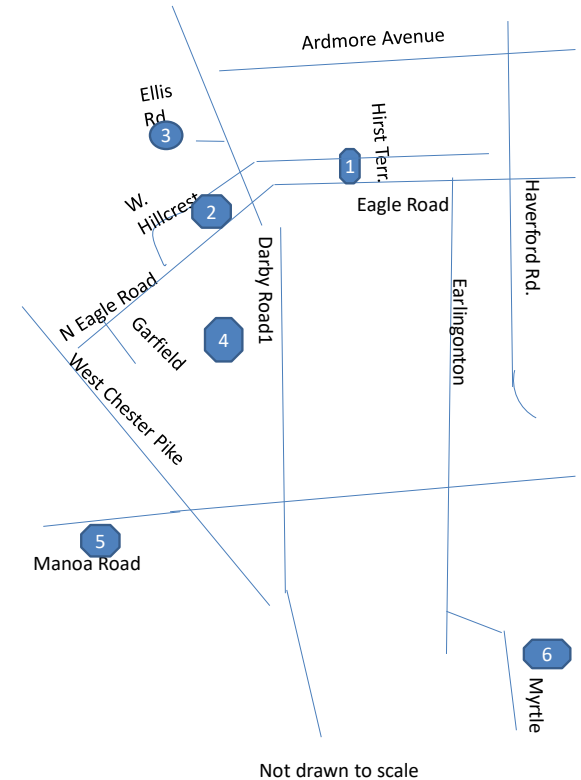 Ardmore Avenue
Ellis
Rd
3
Hirst Terr.
1
W.
Hillcrest
2
Eagle Road
Haverford Rd.
Darby Road1
N Eagle Road
Garfield
4
Earlingonton
West Chester Pike
5
Manoa Road
6
Myrtle
Not drawn to scale